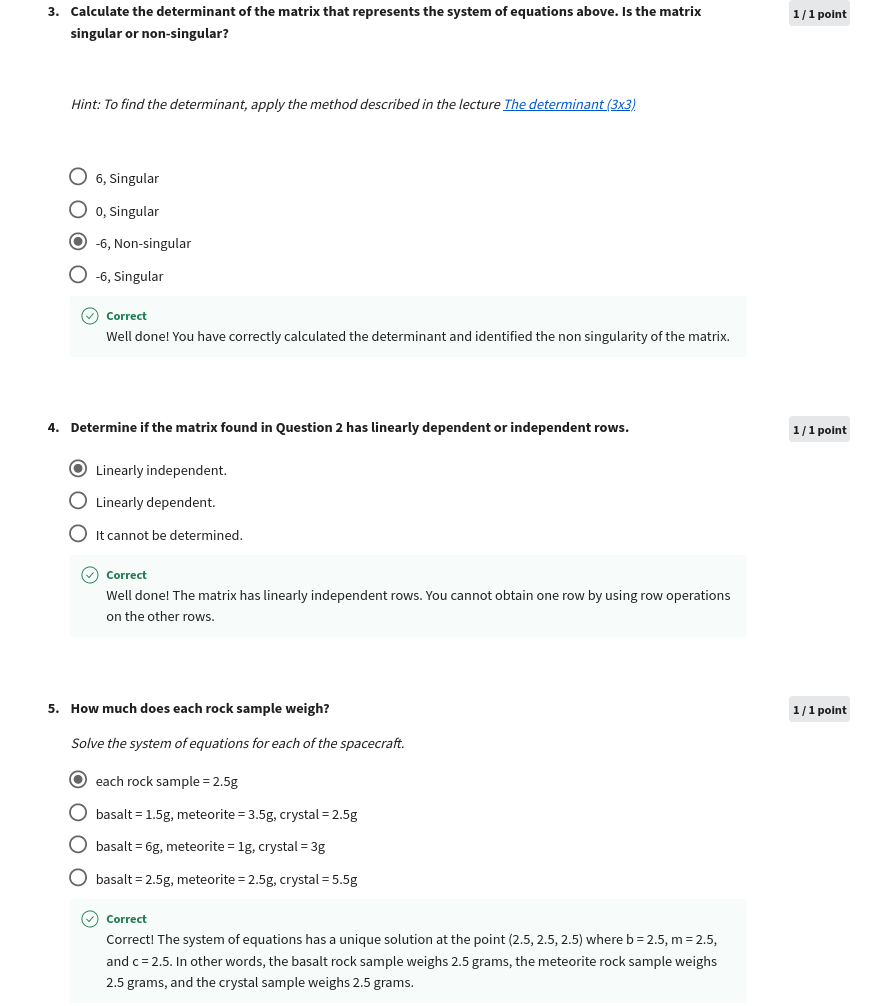 3. Calculate the determinant of the matrix that represents the system of equations above. Is the matrix 1 / 1 point
singular or non-singular?
Hint: To find the determinant, apply the method described in the lecture The determinant (3x3)
6, Singular
0, Singular
-6, Non-singular
-6, Singular
Correct
Well done! You have correctly calculated the determinant and identified the non singularity of the matrix.
4. Determine if the matrix found in Question 2 has linearly dependent or independent rows. 1 / 1 point
Linearly independent.
Linearly dependent.
It cannot be determined.
Correct
Well done! The matrix has linearly independent rows. You cannot obtain one row by using row operations
on the other rows.
5. How much does each rock sample weigh? 1 / 1 point
Solve the system of equations for each of the spacecraft.
each rock sample = 2.5g
basalt = 1.5g, meteorite = 3.5g, crystal = 2.5g
basalt = 6g, meteorite = 1g, crystal = 3g
basalt = 2.5g, meteorite = 2.5g, crystal = 5.5g
Correct
Correct! The system of equations has a unique solution at the point (2.5, 2.5, 2.5) where b = 2.5, m = 2.5,
and c = 2.5. In other words, the basalt rock sample weighs 2.5 grams, the meteorite rock sample weighs
2.5 grams, and the crystal sample weighs 2.5 grams.